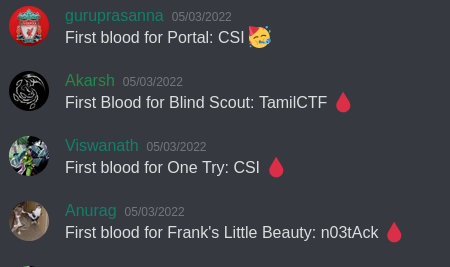 guruprasanna 05/03/2022
First blood for Portal: CSI 🥳
Akarsh 05/03/2022
First Blood for Blind Scout: TamilCTF 🩸
Viswanath 05/03/2022
First blood for One Try: CSI 🩸
Anurag 05/03/2022
First blood for Frank's Little Beauty: n03tAck 🩸